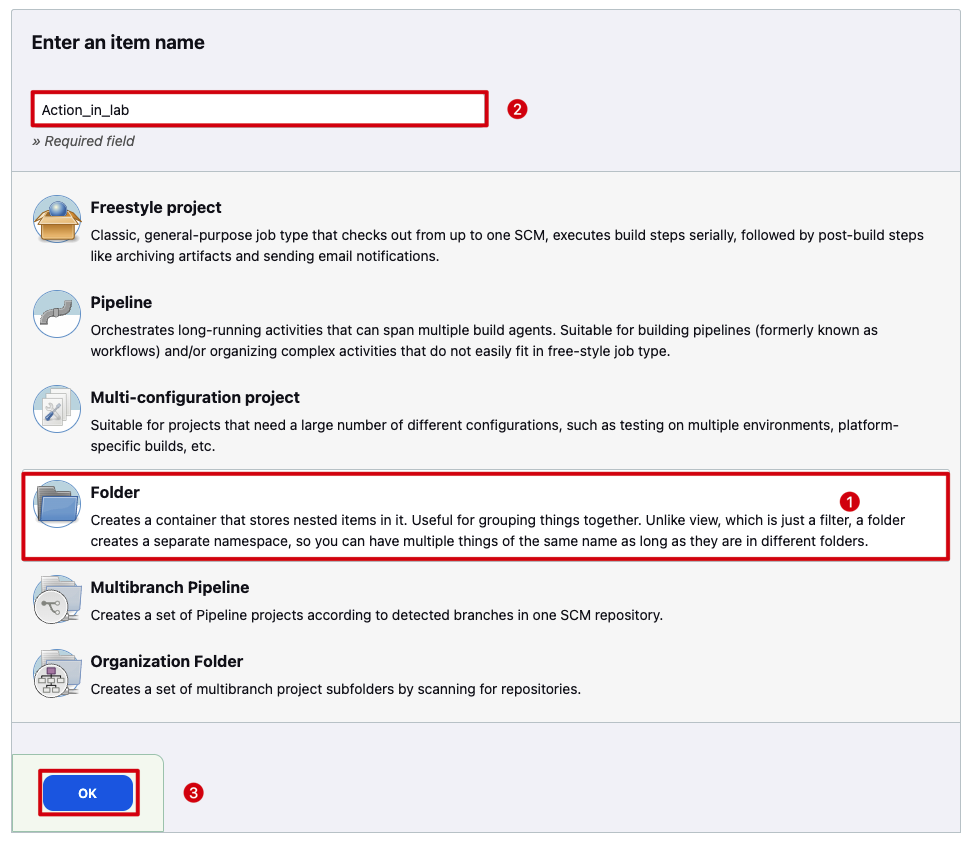 Enter an item name
Action_in_lab
2
» Required field
Freestyle project
Classic, general-purpose job type that checks out from up to one SCM, executes build steps serially, followed by post-build steps
like archiving artifacts and sending email notifications.
Pipeline
Orchestrates long-running activities that can span multiple build agents. Suitable for building pipelines (formerly known as
workflows) and/or organizing complex activities that do not easily fit in free-style job type.
Multi-configuration project
Suitable for projects that need a large number of different configurations, such as testing on multiple environments, platform-
specific builds, etc.
Folder
1
Creates a container that stores nested items in it. Useful for grouping things together. Unlike view, which is just a filter, a folder
creates a separate namespace, so you can have multiple things of the same name as long as they are in different folders.
Multibranch Pipeline
Creates a set of Pipeline projects according to detected branches in one SCM repository.
Organization Folder
Creates a set of multibranch project subfolders by scanning for repositories.
OK
3